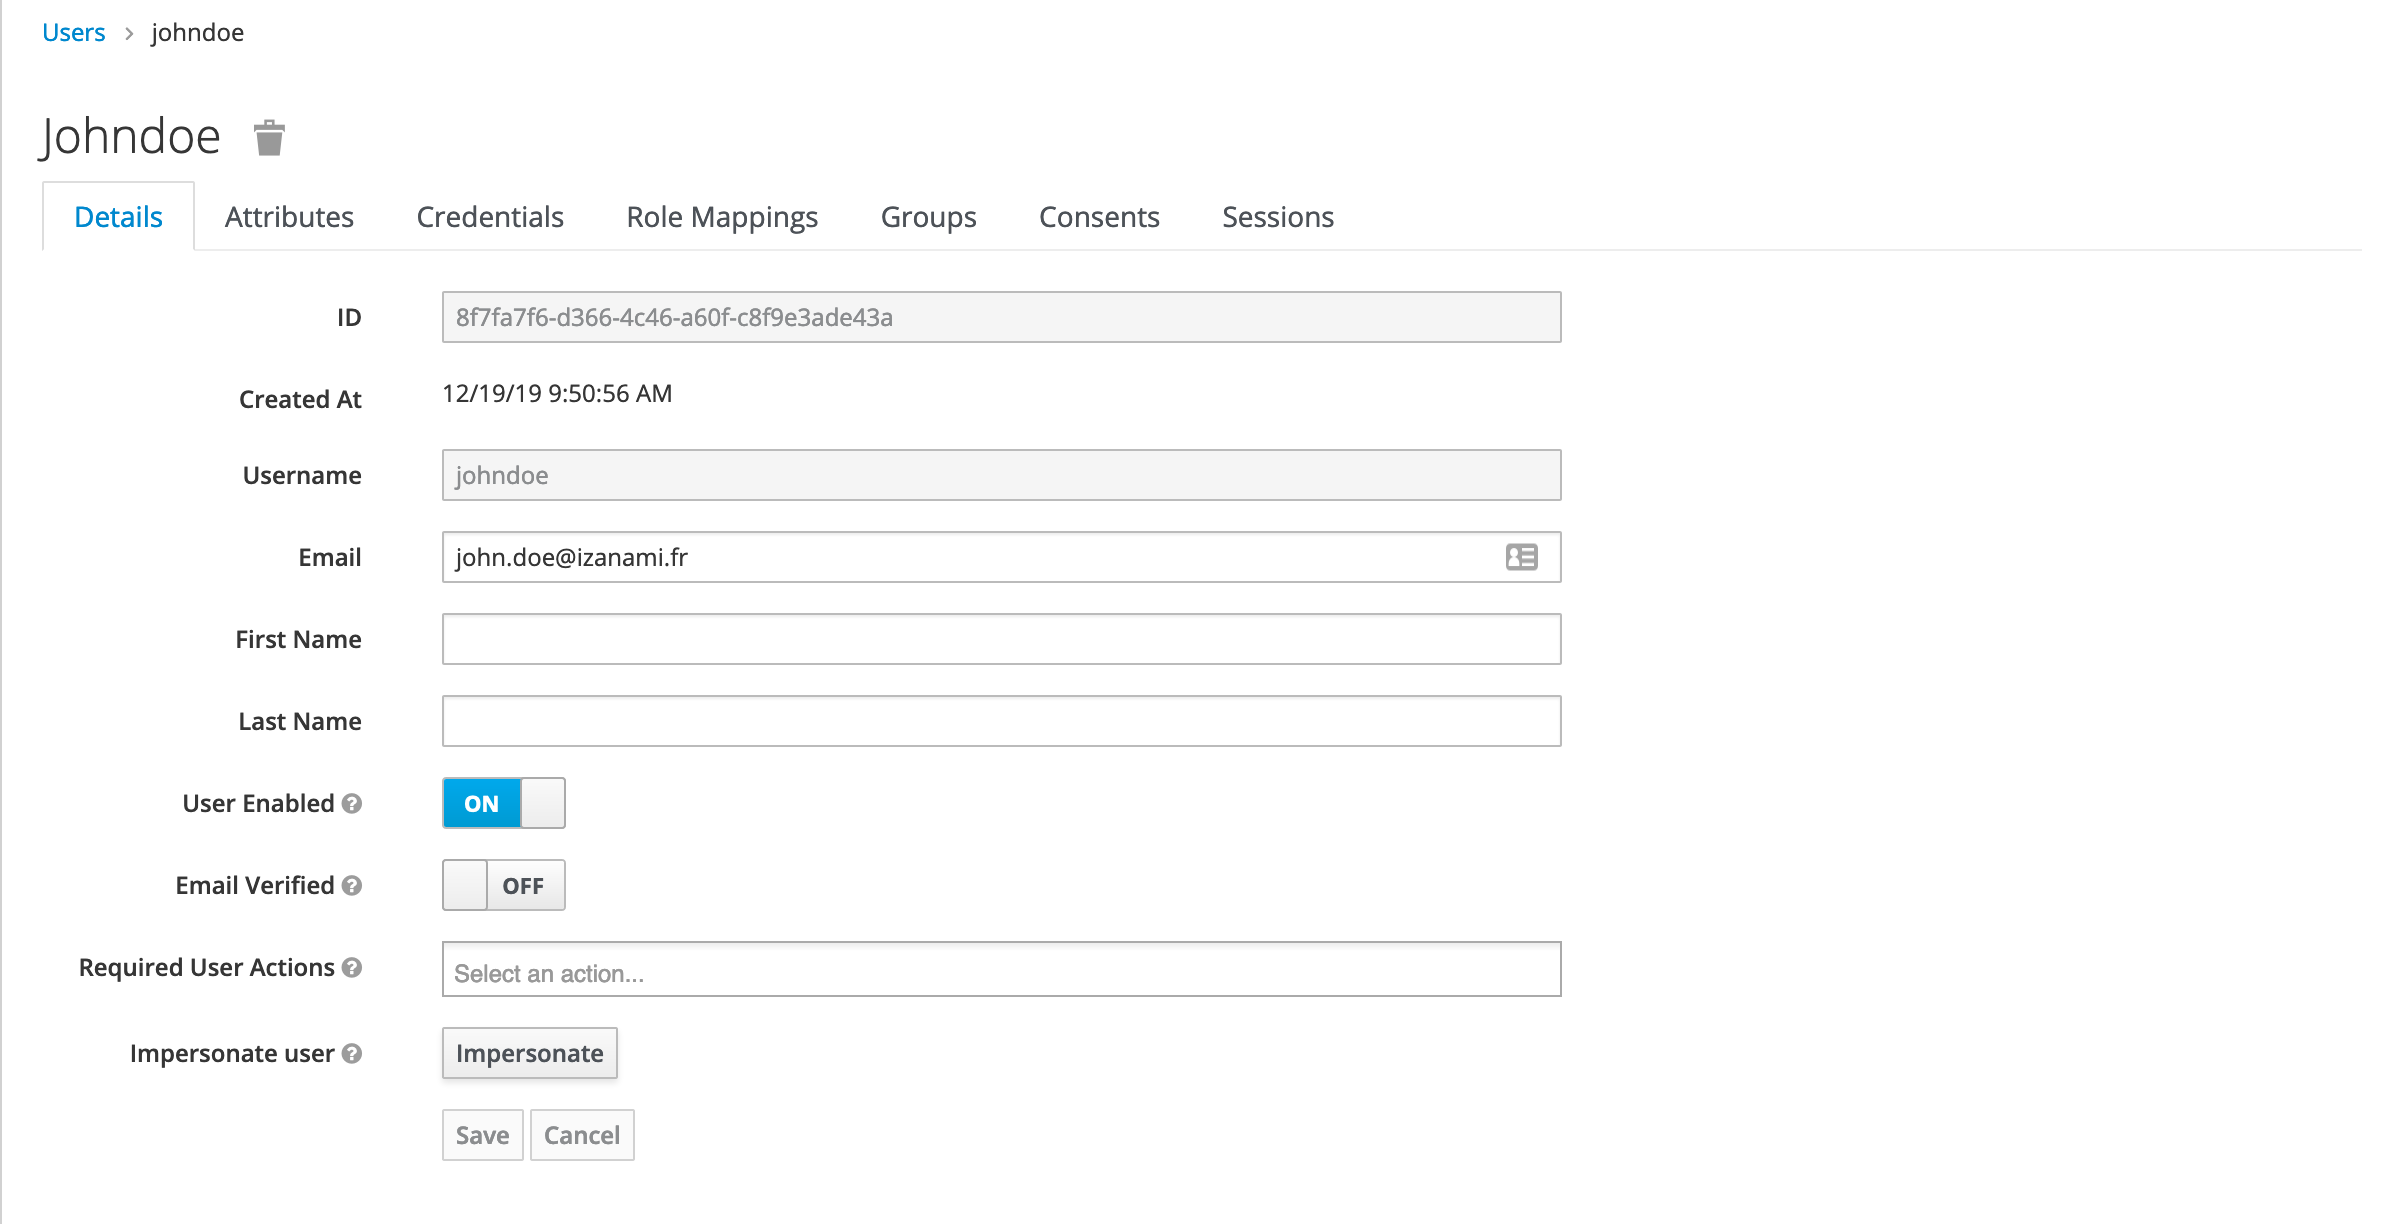 Users > johndoe
Johndoe
Details Attributes Credentials Role Mappings Groups Consents Sessions
ID 8f7fa7f6-d366-4c46-a60f-c8f9e3ade43a
Created At 12/19/19 9:50:56 AM
Username johndoe
Email john.doe@izanami.fr
First Name
Last Name
User Enabled ? ON
Email Verified ? OFF
Required User Actions ? Select an action...
Impersonate user ? Impersonate
Save Cancel